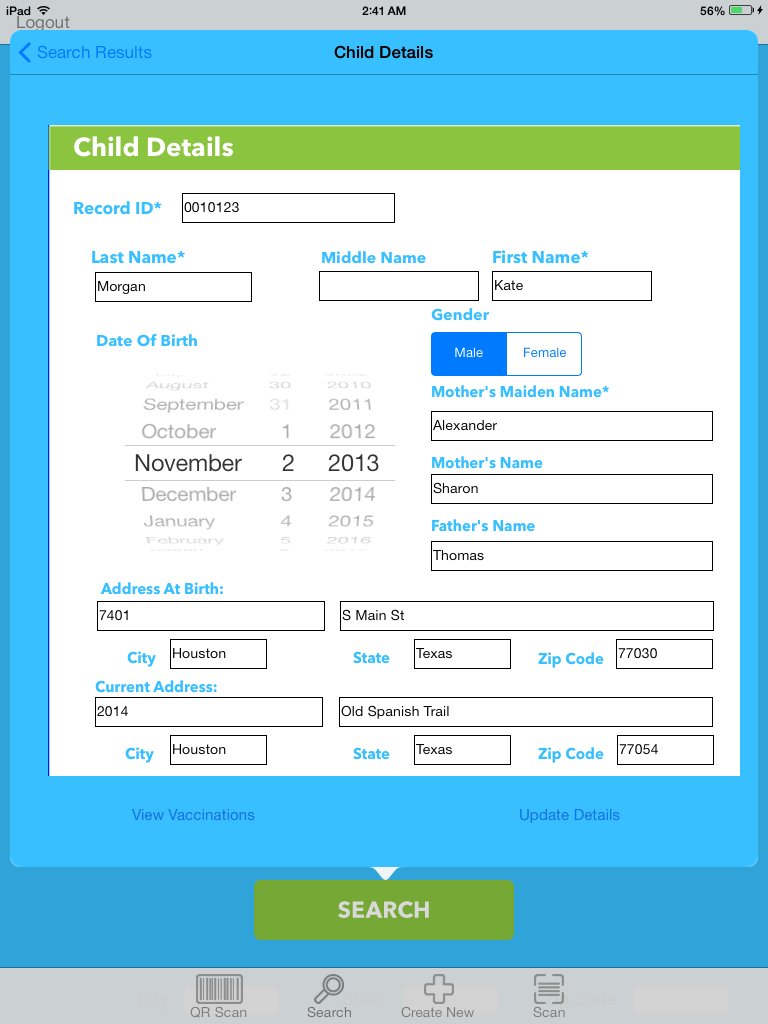 iPad 2:41 AM 56%
Logout
Search Results Child Details
Child Details
Record ID* 0010123
Last Name* Middle Name First Name*
Morgan Kate
Gender
Date Of Birth
Male Female
Mother's Maiden Name*
Alexander
Mother's Name
Sharon
Father's Name
Thomas
August 30 2010
September 31 2011
October 1 2012
November 2 2013
December 3 2014
January 4 2015
February 5 2016
Address At Birth:
7401 S Main St
City Houston State Texas Zip Code 77030
Current Address:
2014 Old Spanish Trail
City Houston State Texas Zip Code 77054
View Vaccinations Update Details
SEARCH
City State Code
QR Scan Search Create New Scan